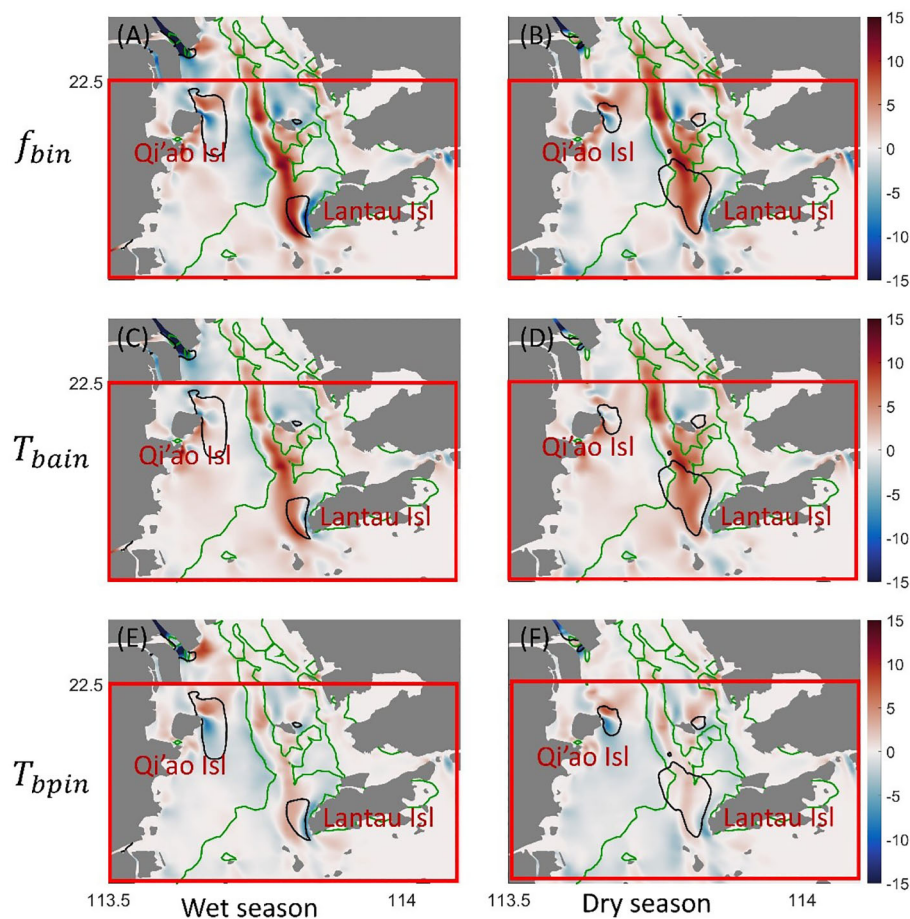 (A)
(B)
22.5
f_bin
Qi'ao Isl
Lantau Isl
Qi'ao Isl
Lantau Isl
15
10
5
0
-5
-10
-15
(C)
(D)
22.5
T_bain
Qi'ao Isl
Lantau Isl
Qi'ao Isl
Lantau Isl
15
10
5
0
-5
-10
-15
(E)
(F)
22.5
T_bpin
Qi'ao Isl
Lantau Isl
Qi'ao Isl
Lantau Isl
15
10
5
0
-5
-10
-15
113.5
114
113.5
114
Wet season
Dry season